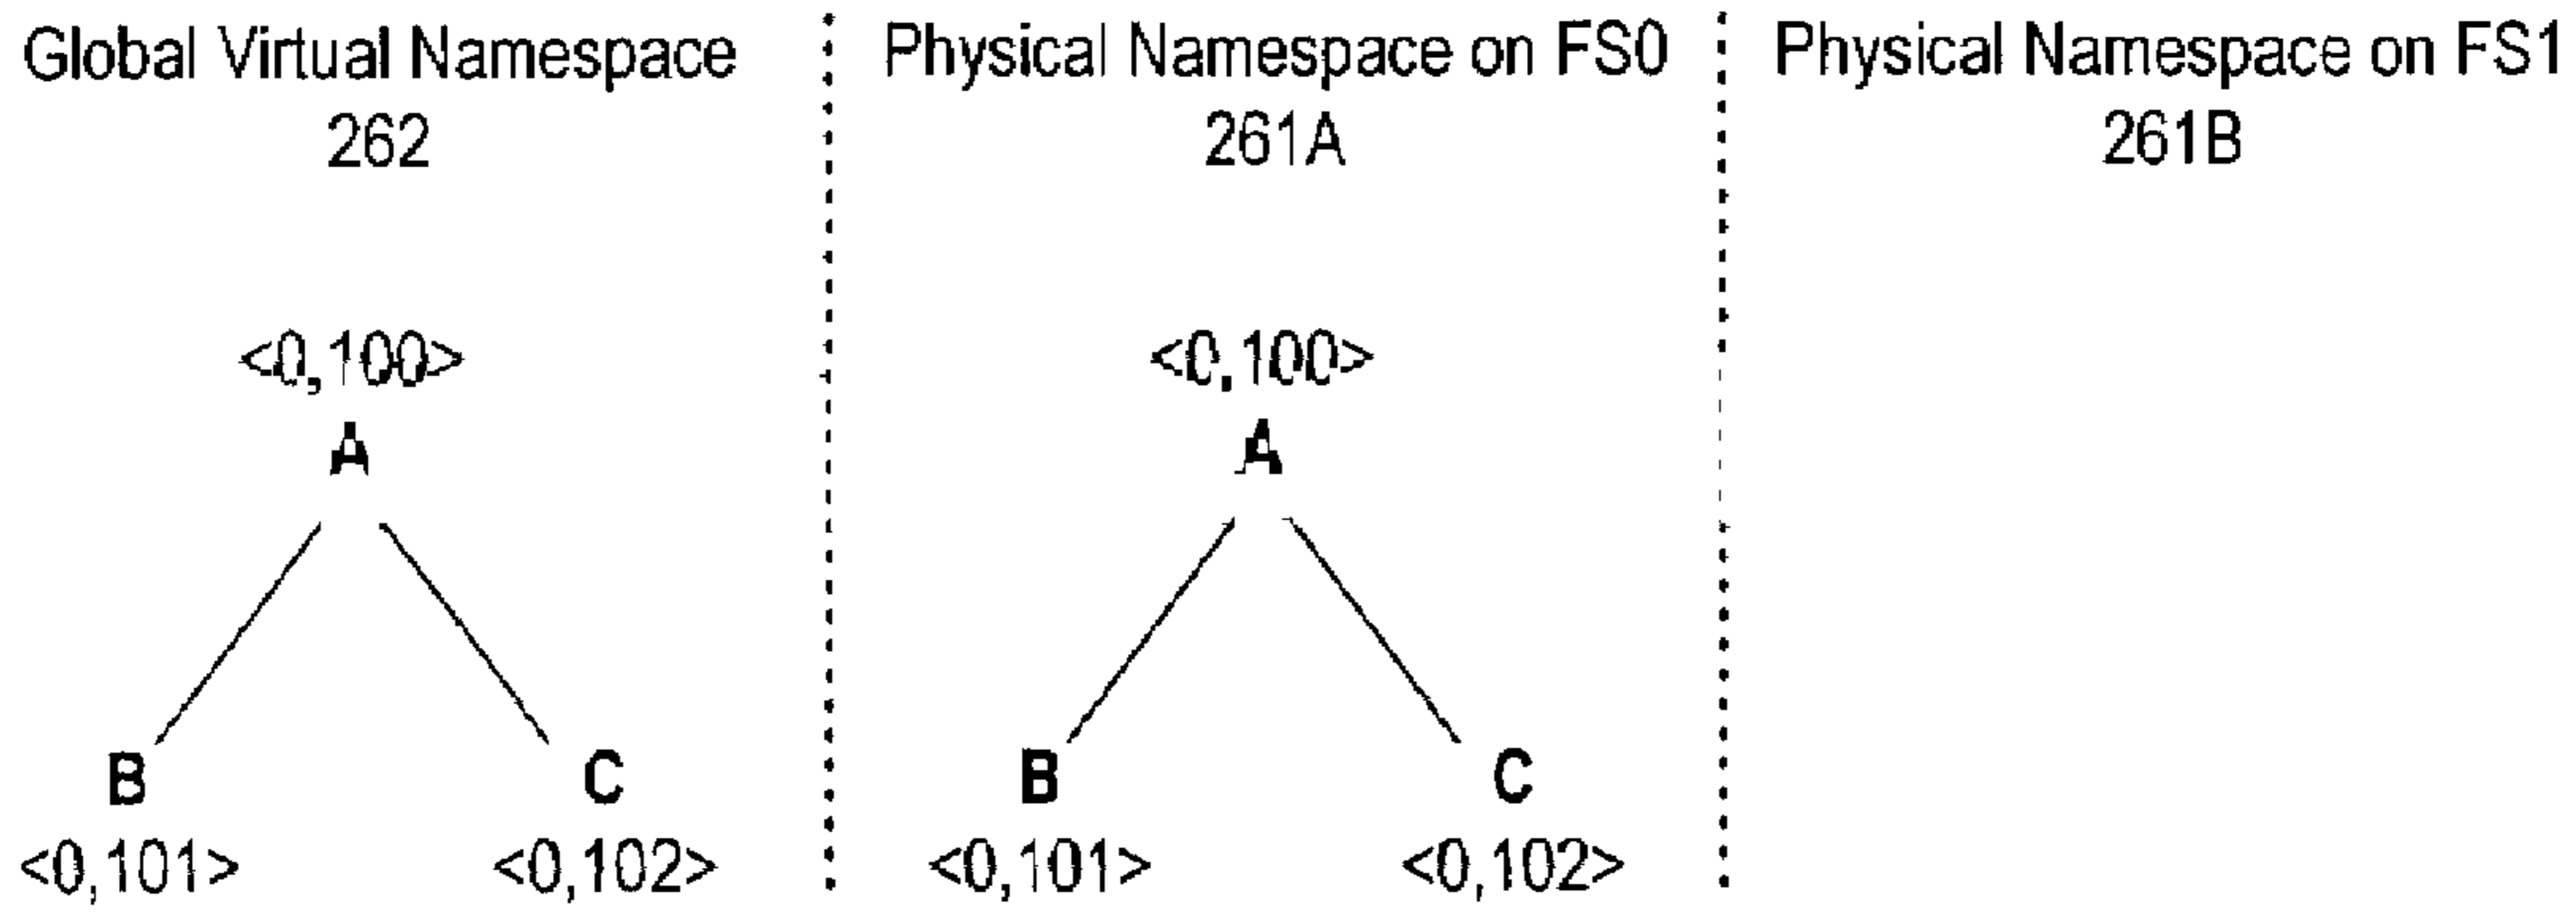 Global Virtual Namespace
262
<0,100>
A
B
C
<0,101>
<0,102>
Physical Namespace on FS0
261A
<0,100>
A
B
C
<0,101>
<0,102>
Physical Namespace on FS1
261B